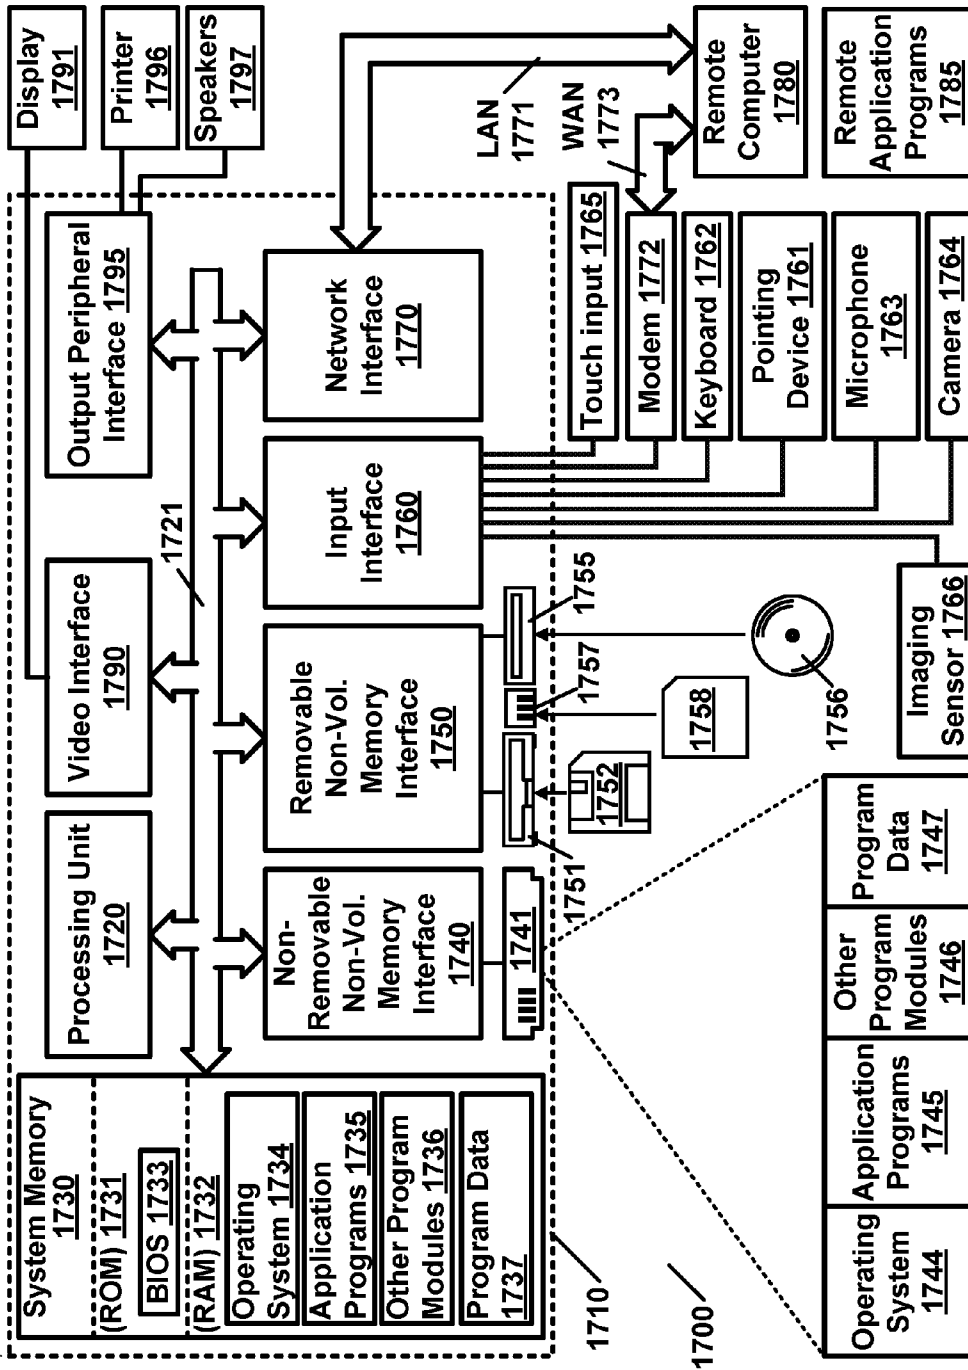 System Memory
1730
(ROM) 1731
BIOS 1733
(RAM) 1732
Operating
System 1734
Application
Programs 1735
Other Program
Modules 1736
Program Data
1737
Processing Unit
1720
Video Interface
1790
Output Peripheral
Interface 1795
Display
1791
Printer
1796
Speakers
1797
1721
Non-
Removable
Non-Vol.
Memory
Interface
1740
Removable
Non-Vol.
Memory
Interface
1750
Input
Interface
1760
Network
Interface
1770
LAN
1771
WAN
1773
Remote
Computer
1780
Remote
Application
Programs
1785
1741
1751
1757
1755
1752
1758
1756
Touch input 1765
Modem 1772
Keyboard 1762
Pointing
Device 1761
Microphone
1763
Camera 1764
Imaging
Sensor 1766
1710
1700
Operating
System
1744
Application
Programs
1745
Other
Program
Modules
1746
Program
Data
1747